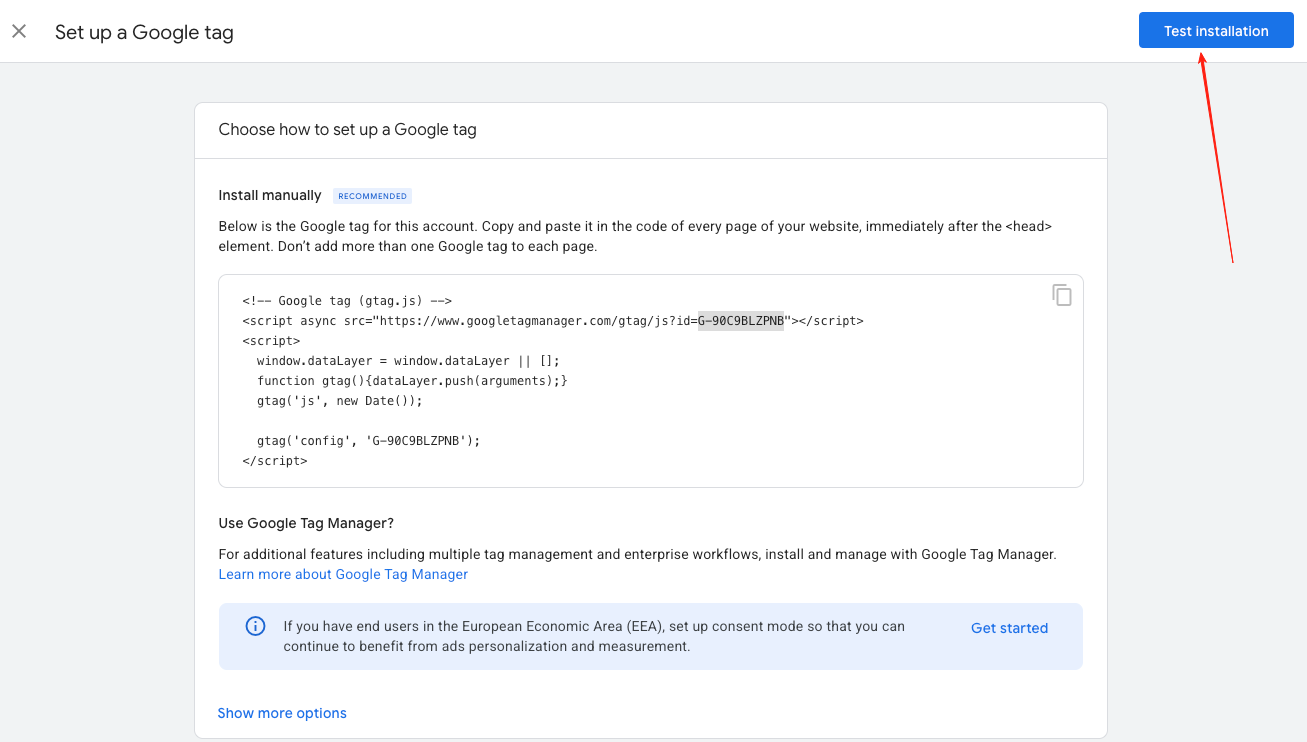 Set up a Google tag
Test installation
Choose how to set up a Google tag
Install manually RECOMMENDED
Below is the Google tag for this account. Copy and paste it in the code of every page of your website, immediately after the <head>
element. Don’t add more than one Google tag to each page.
<!-- Google tag (gtag.js) -->
<script async src="https://www.googletagmanager.com/gtag/js?id=G-90C9BLZPNB"></script>
<script>
  window.dataLayer = window.dataLayer || [];
  function gtag(){dataLayer.push(arguments);}
  gtag('js', new Date());
  gtag('config', 'G-90C9BLZPNB');
</script>
Use Google Tag Manager?
For additional features including multiple tag management and enterprise workflows, install and manage with Google Tag Manager.
Learn more about Google Tag Manager
If you have end users in the European Economic Area (EEA), set up consent mode so that you can
continue to benefit from ads personalization and measurement.
Get started
Show more options